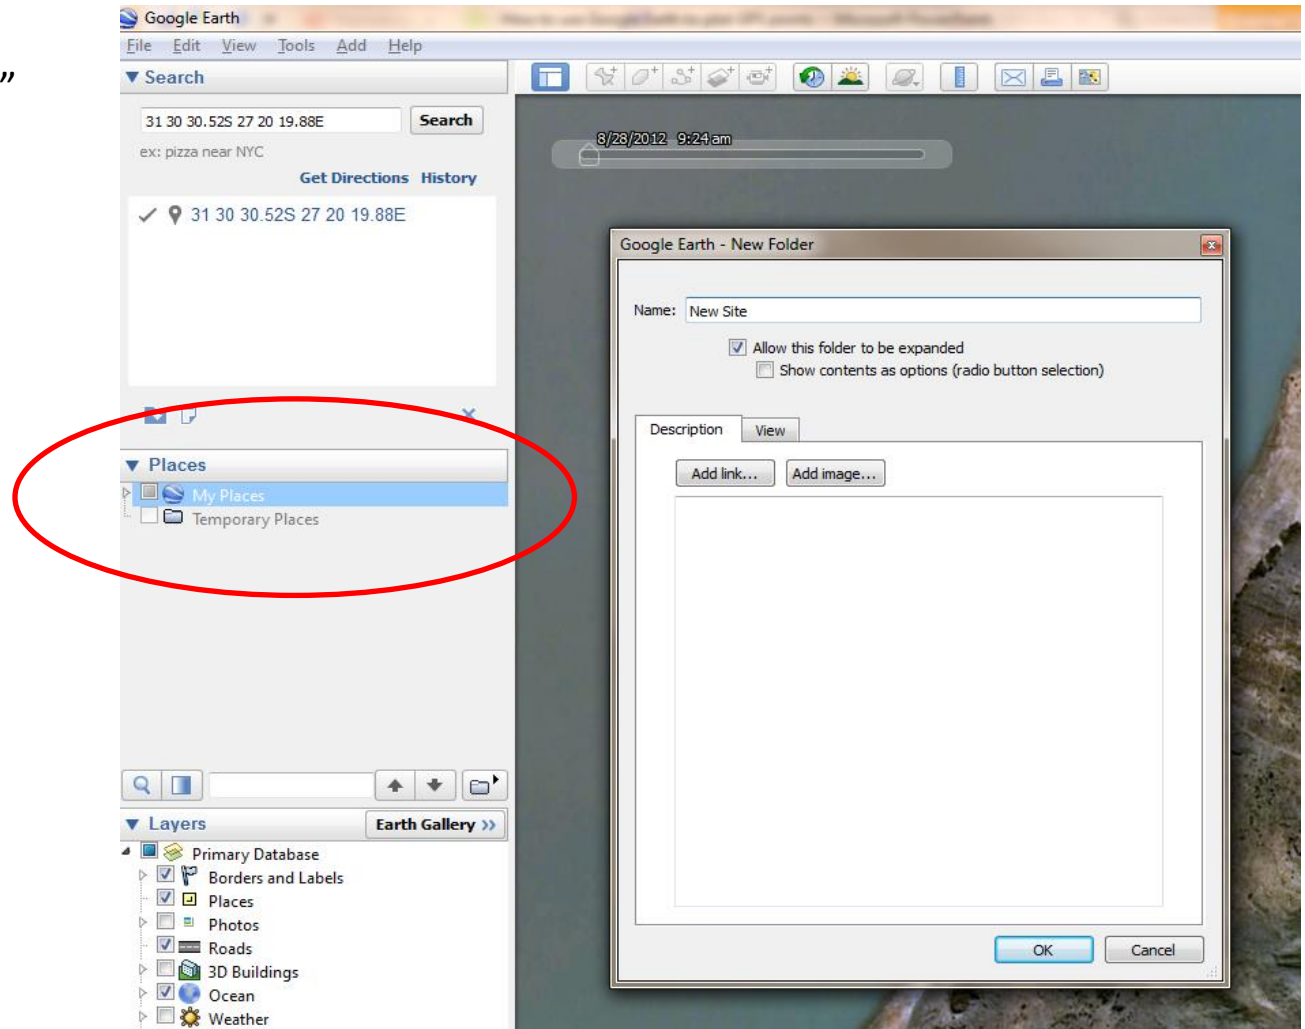 Google Earth
File Edit View Tools Add Help
”
Search
31 30 30.52S 27 20 19.88E
Search
ex: pizza near NYC
Get Directions History
31 30 30.52S 27 20 19.88E
8/28/2012 9:24 am
Google Earth - New Folder
Name: New Site
Allow this folder to be expanded
Show contents as options (radio button selection)
Description View
Add link... Add image...
Places
My Places
Temporary Places
Layers
Earth Gallery »
Primary Database
Borders and Labels
Places
Photos
Roads
3D Buildings
Ocean
Weather
OK Cancel